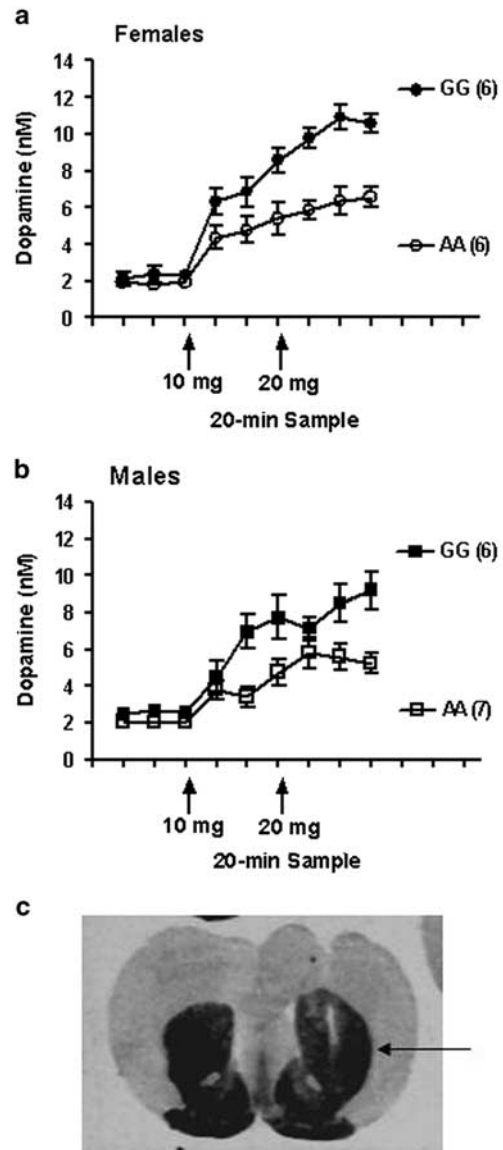 a
Females
14
12
10
8
6
4
2
0
Dopamine (nM)
GG (6)
AA (6)
10 mg 20 mg
20-min Sample
b
Males
14
12
10
8
6
4
2
0
Dopamine (nM)
GG (6)
AA (7)
10 mg 20 mg
20-min Sample
c